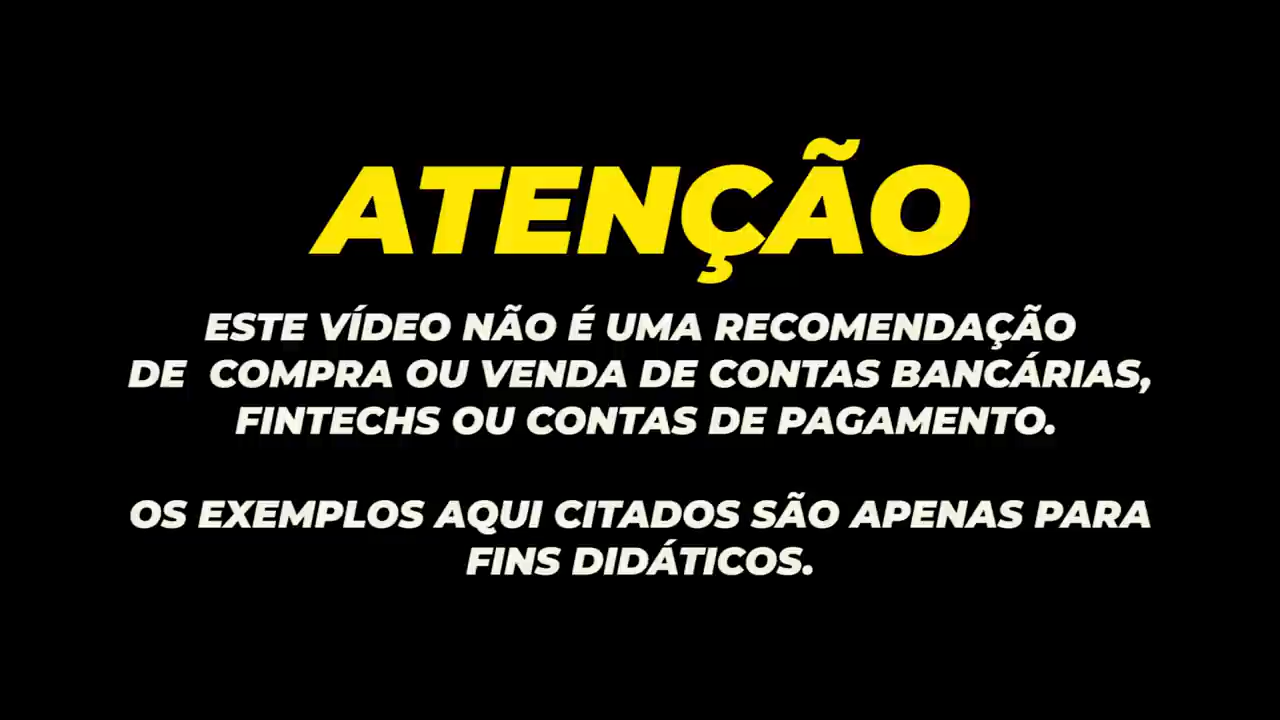 ATENÇÃO
ESTE VÍDEO NÃO É UMA RECOMENDAÇÃO
DE COMPRA OU VENDA DE CONTAS BANCÁRIAS,
FINTECHS OU CONTAS DE PAGAMENTO.
OS EXEMPLOS AQUI CITADOS SÃO APENAS PARA
FINS DIDÁTICOS.